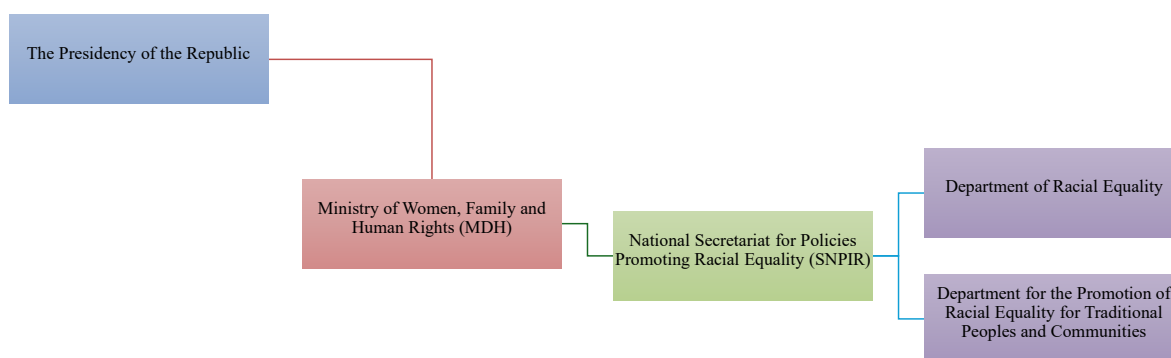 The Presidency of the Republic
Ministry of Women, Family and
Human Rights (MDH)
National Secretariat for Policies
Promoting Racial Equality (SNPIR)
Department of Racial Equality
Department for the Promotion of
Racial Equality for Traditional
Peoples and Communities